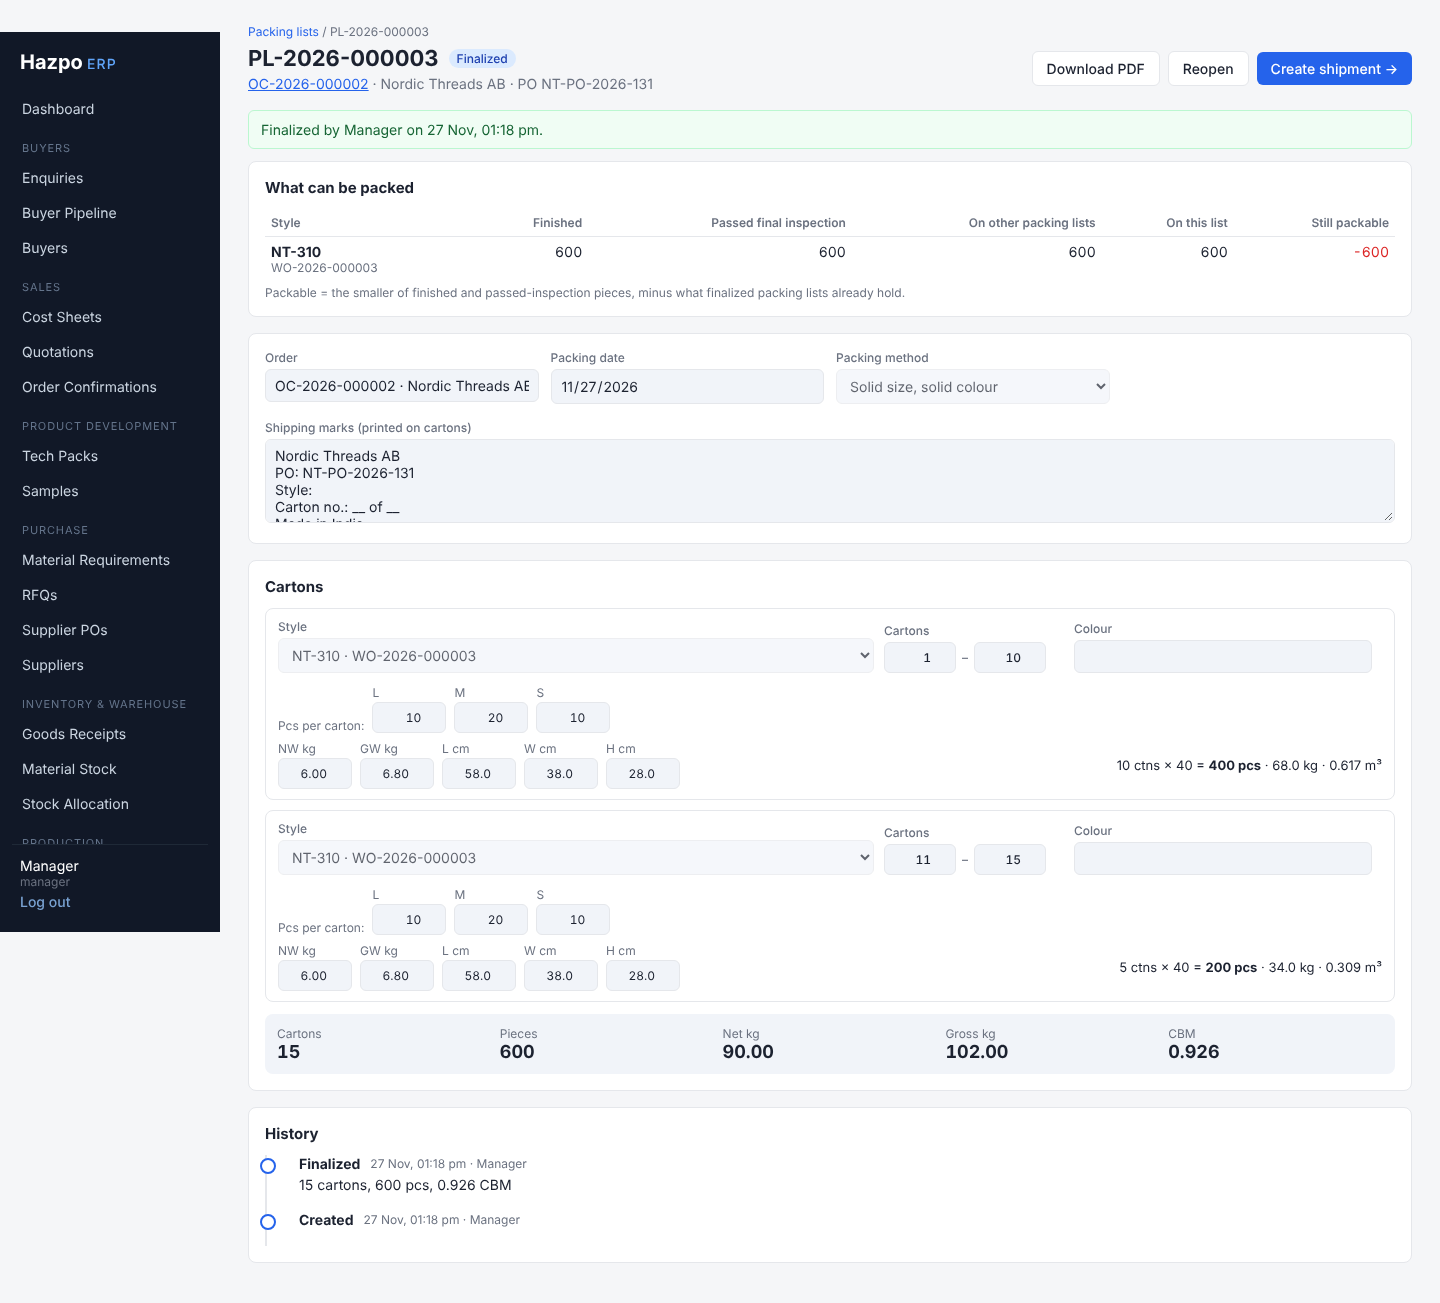 Hazpo ERP
Dashboard
BUYERS
Enquiries
Buyer Pipeline
Buyers
SALES
Cost Sheets
Quotations
Order Confirmations
PRODUCT DEVELOPMENT
Tech Packs
Samples
PURCHASE
Material Requirements
RFQs
Supplier POs
Suppliers
INVENTORY & WAREHOUSE
Goods Receipts
Material Stock
Stock Allocation
PRODUCTION
Manager
manager
Log out
Packing lists / PL-2026-000003
PL-2026-000003 Finalized
OC-2026-000002 · Nordic Threads AB · PO NT-PO-2026-131
Download PDF Reopen Create shipment →
Finalized by Manager on 27 Nov, 01:18 pm.
What can be packed
Style Finished Passed final inspection On other packing lists On this list Still packable
NT-310 600 600 600 600 -600
WO-2026-000003
Packable = the smaller of finished and passed-inspection pieces, minus what finalized packing lists already hold.
Order Packing date Packing method
OC-2026-000002 · Nordic Threads AB 11/27/2026 Solid size, solid colour
Shipping marks (printed on cartons)
Nordic Threads AB
PO: NT-PO-2026-131
Style:
Carton no.: __ of __
Made in India
Cartons
Style Cartons Colour
NT-310 · WO-2026-000003 1 – 10
L M S
Pcs per carton: 10 20 10
NW kg GW kg L cm W cm H cm
6.00 6.80 58.0 38.0 28.0
10 ctns × 40 = 400 pcs · 68.0 kg · 0.617 m³
Style Cartons Colour
NT-310 · WO-2026-000003 11 – 15
L M S
Pcs per carton: 10 20 10
NW kg GW kg L cm W cm H cm
6.00 6.80 58.0 38.0 28.0
5 ctns × 40 = 200 pcs · 34.0 kg · 0.309 m³
Cartons Pieces Net kg Gross kg CBM
15 600 90.00 102.00 0.926
History
Finalized 27 Nov, 01:18 pm · Manager
15 cartons, 600 pcs, 0.926 CBM
Created 27 Nov, 01:18 pm · Manager